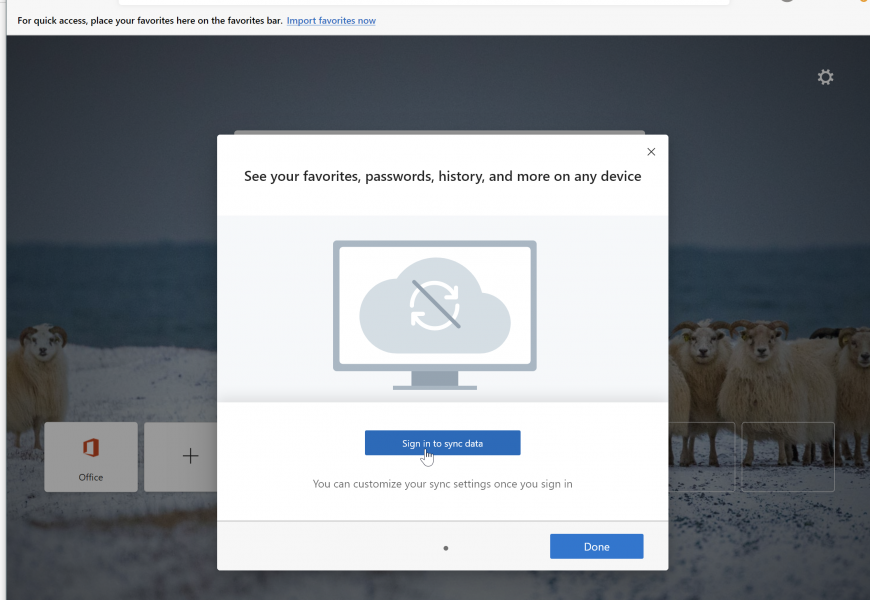 For quick access, place your favorites here on the favorites bar. Import favorites now
See your favorites, passwords, history, and more on any device
Sign in to sync data
Office
You can customize your sync settings once you sign in
Done